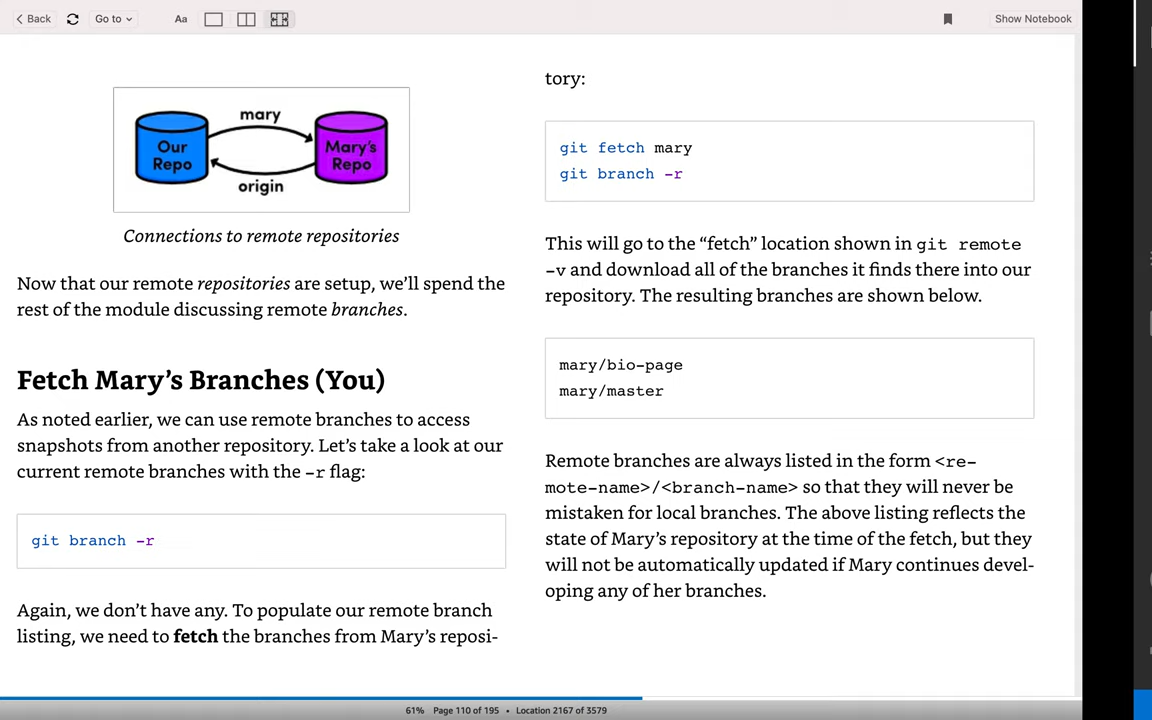 Back
Go to
Aa
Show Notebook
mary
Our
Repo
Mary's
Repo
origin
Connections to remote repositories
Now that our remote repositories are setup, we’ll spend the
rest of the module discussing remote branches.
Fetch Mary’s Branches (You)
As noted earlier, we can use remote branches to access
snapshots from another repository. Let’s take a look at our
current remote branches with the -r flag:
git branch -r
Again, we don’t have any. To populate our remote branch
listing, we need to fetch the branches from Mary’s reposi-
tory:
git fetch mary
git branch -r
This will go to the “fetch” location shown in git remote
-v and download all of the branches it finds there into our
repository. The resulting branches are shown below.
mary/bio-page
mary/master
Remote branches are always listed in the form <re-
mote-name>/<branch-name> so that they will never be
mistaken for local branches. The above listing reflects the
state of Mary’s repository at the time of the fetch, but they
will not be automatically updated if Mary continues devel-
oping any of her branches.
61% Page 110 of 195 • Location 2167 of 3579